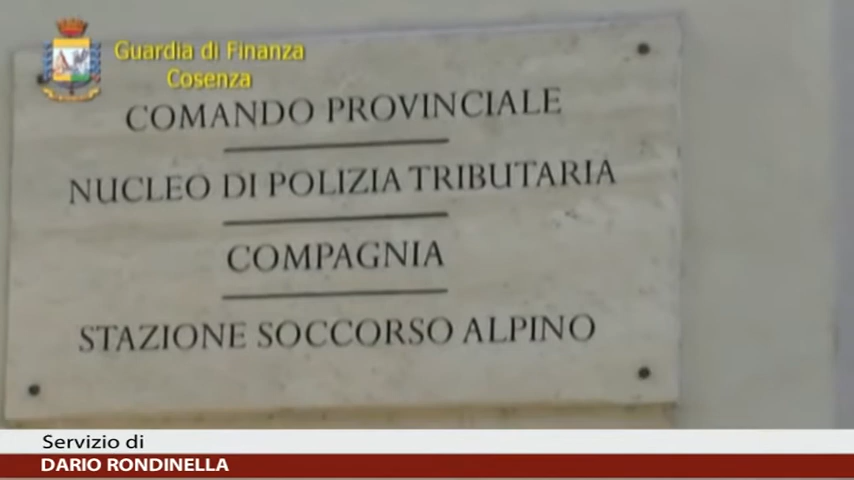 Guardia di Finanza
Cosenza
COMANDO PROVINCIALE
NUCLEO DI POLIZIA TRIBUTARIA
COMPAGNIA
STAZIONE SOCCORSO ALPINO
Servizio di
DARIO RONDINELLA